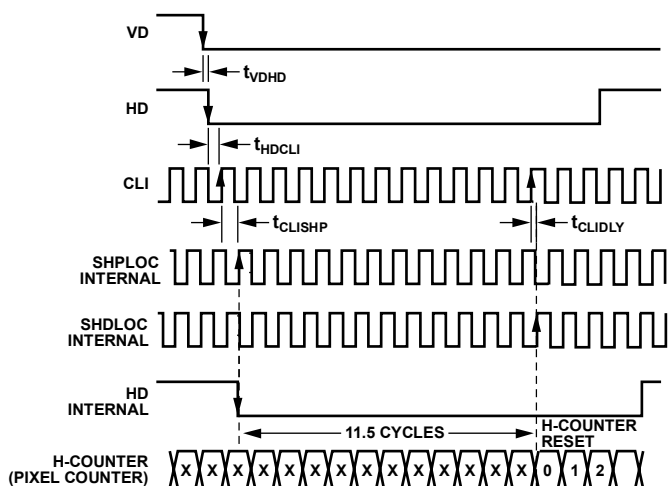 VD
tVDHD
HD
tHDCLI
CLI
tCLISHP
tCLIDLY
SHPLOC
INTERNAL
SHDLOC
INTERNAL
HD
INTERNAL
11.5 CYCLES
H-COUNTER
RESET
H-COUNTER
(PIXEL COUNTER)
X X X X X X X X X X X X X 0 1 2